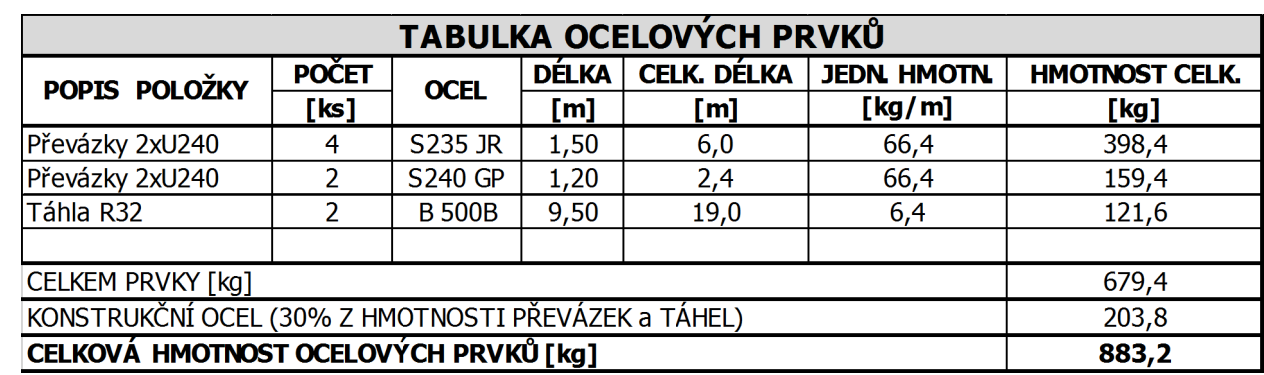 TABULKA OCELOVÝCH PRVKŮ
POPIS POLOŽKY POČET OCEL DÉLKA CELK. DÉLKA JEDN. HMOTN. HMOTNOST CELK.
[ks] [m] [m] [kg/m] [kg]
Převázky 2xU240 4 S235 JR 1,50 6,0 66,4 398,4
Převázky 2xU240 2 S240 GP 1,20 2,4 66,4 159,4
Táhla R32 2 B 500B 9,50 19,0 6,4 121,6
CELKEM PRVKY [kg] 679,4
KONSTRUKČNÍ OCEL (30% Z HMOTNOSTI PŘEVÁZEK a TÁHEL) 203,8
CELKOVÁ HMOTNOST OCELOVÝCH PRVKŮ [kg] 883,2